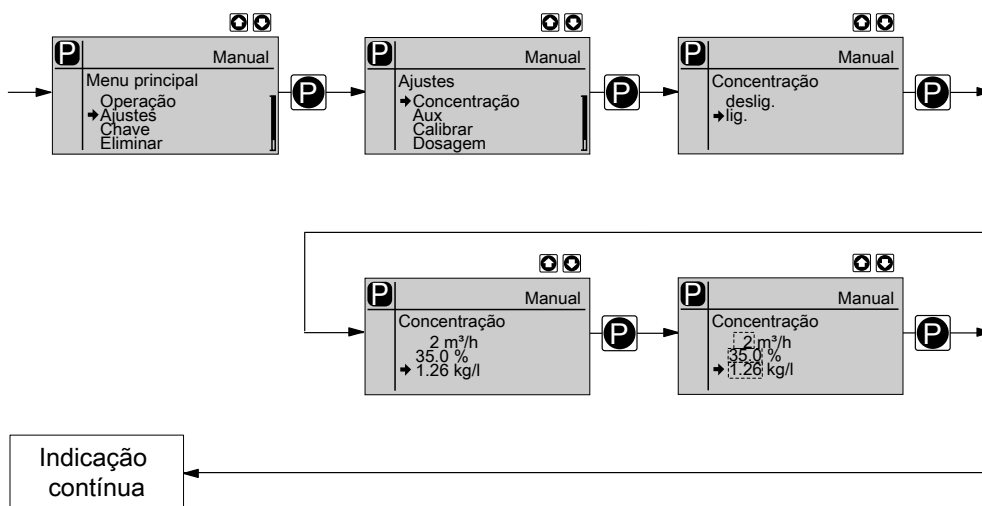 P
Manual
Menu principal
Operação
Ajustes
Chave
Eliminar
P
P
Manual
Ajustes
Concentração
Aux
Calibrar
Dosagem
P
P
Manual
Concentração
deslig.
lig.
P
P
Manual
Concentração
2 m³/h
35.0 %
1.26 kg/l
P
P
Manual
Concentração
2 m³/h
35.0 %
1.26 kg/l
P
Indicação
contínua